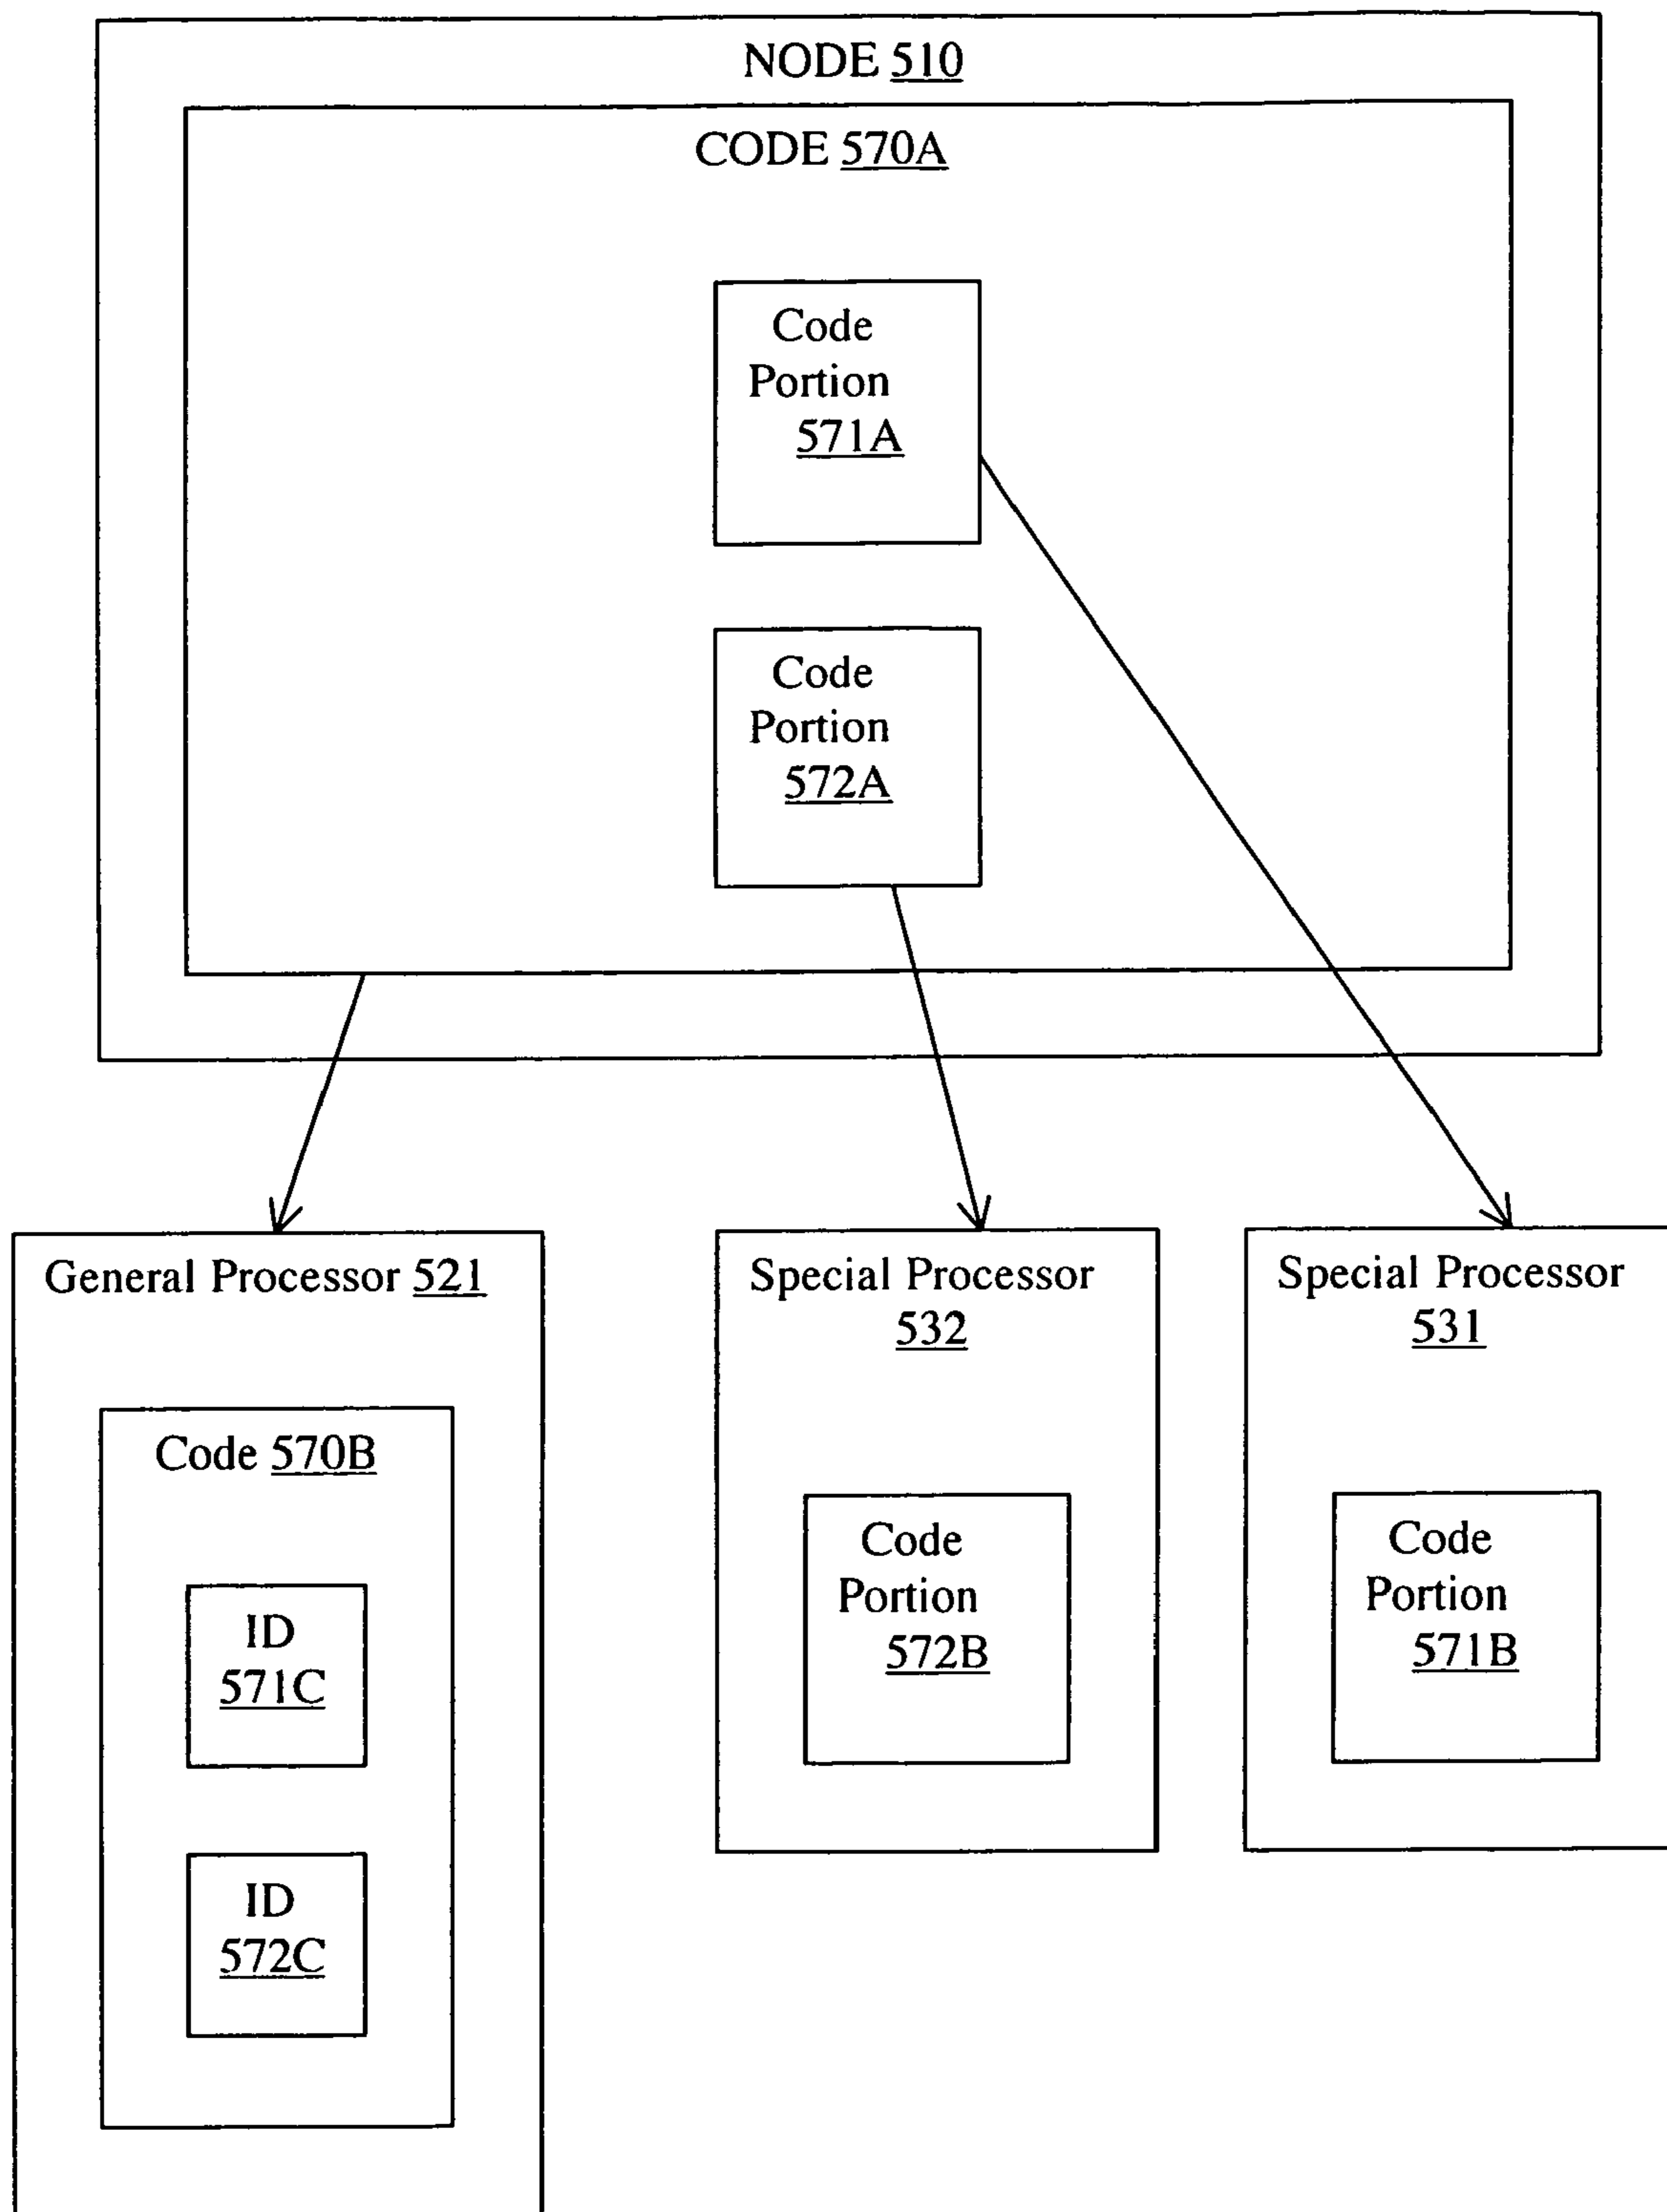 NODE 510
CODE 570A
Code
Portion
571A
Code
Portion
572A
General Processor 521
Code 570B
ID
571C
ID
572C
Special Processor
532
Code
Portion
572B
Special Processor
531
Code
Portion
571B